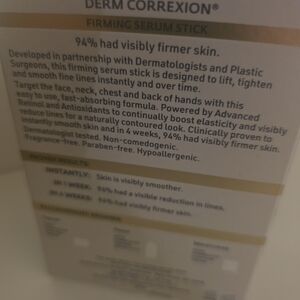 DERM CORREXION®
FIRMING SERUM STICK
94% had visibly firmer skin.
Developed in partnership with Dermatologists and Plastic
Surgeons, this firming serum stick is designed to lift, tighten
and smooth fine lines instantly and over time.
Target the face, neck, chest and back of hands with this
easy to use, fast-absorbing formula. Powered by Advanced
Retinol and Antioxidants to continually boost elasticity and visibly
reduce lines for a naturally contoured look. Clinically proven to
instantly smooth skin and in 4 weeks, 94% had visibly firmer skin.
Dermatologist tested. Non-comedogenic.
Fragrance-free. Paraben-free. Hypoallergenic.
PROVEN RESULTS:
INSTANTLY: Skin is visibly smoother.
IN 1 WEEK: 96% had a visible reduction in lines.
IN 4 WEEKS: 94% had visibly firmer skin.